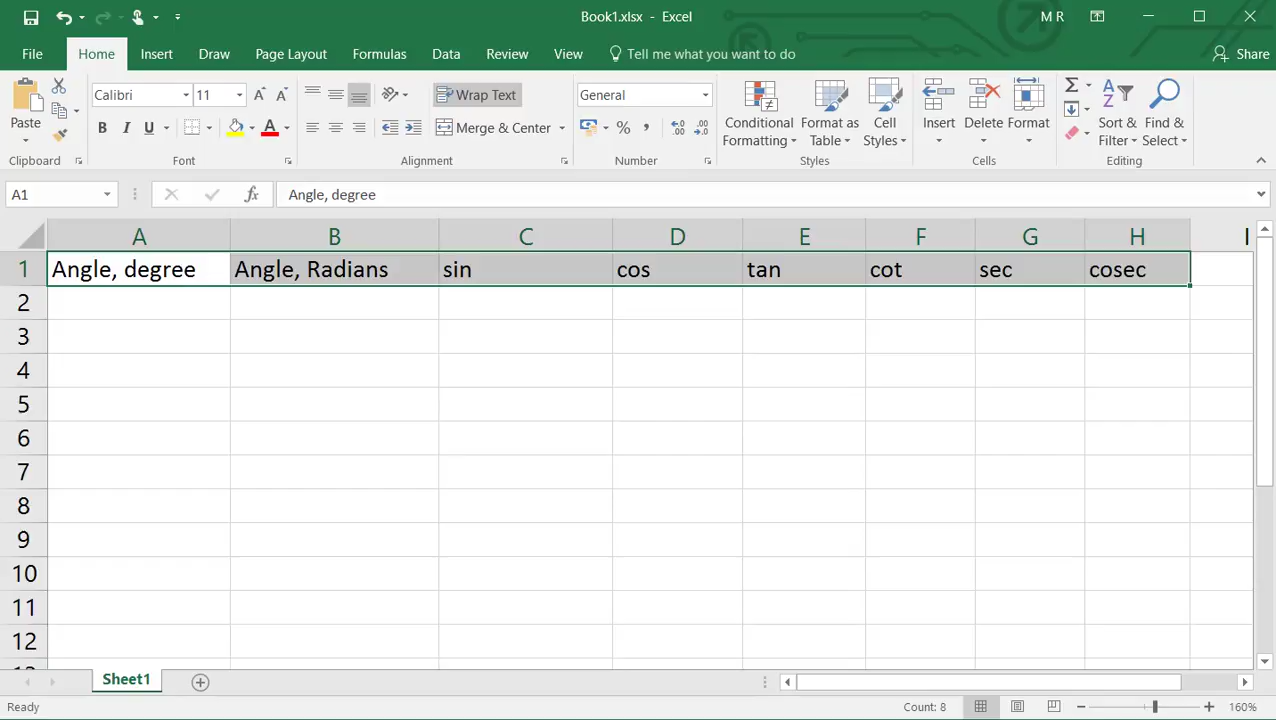 Book1.xlsx - Excel
M R
File Home Insert Draw Page Layout Formulas Data Review View Tell me what you want to do Share
Paste
Calibri 11
B I U A
Wrap Text
Merge & Center
General
%
Conditional Formatting
Format as Table
Cell Styles
Insert
Delete
Format
Sort & Filter
Find & Select
Clipboard Font Alignment Number Styles Cells Editing
A1 fx Angle, degree
A B C D E F G H I
1 Angle, degree Angle, Radians sin cos tan cot sec cosec
2
3
4
5
6
7
8
9
10
11
12
Sheet1
Ready Count: 8 160%